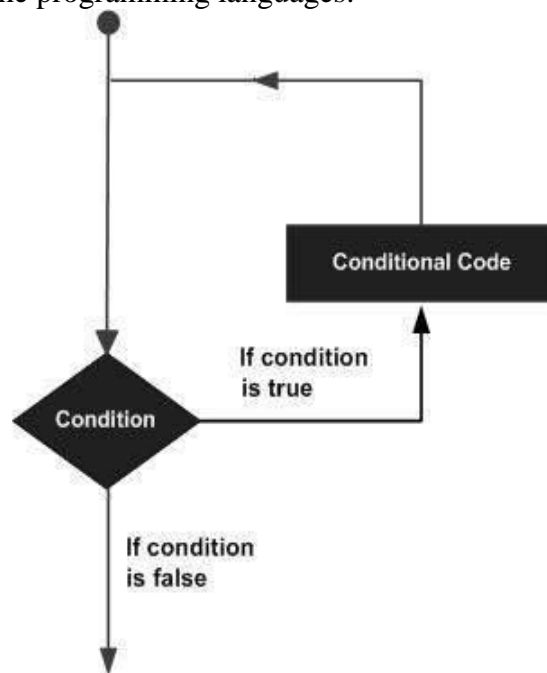 programming languages.
Conditional Code
If condition
is true
Condition
If condition
is false